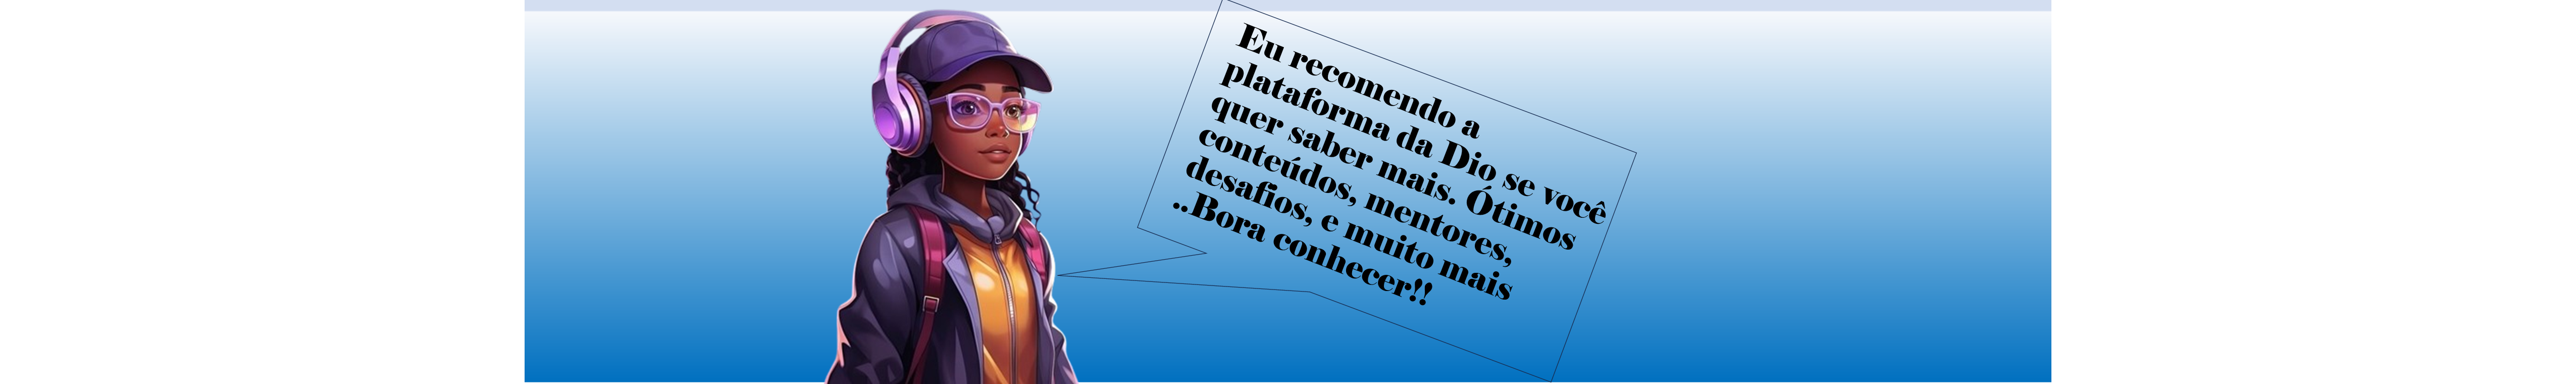 Eu recomendo a
plataforma da Dio se você
quer saber mais. Ótimos
conteúdos, mentores,
desafios, e muito mais
..Bora conhecer!!